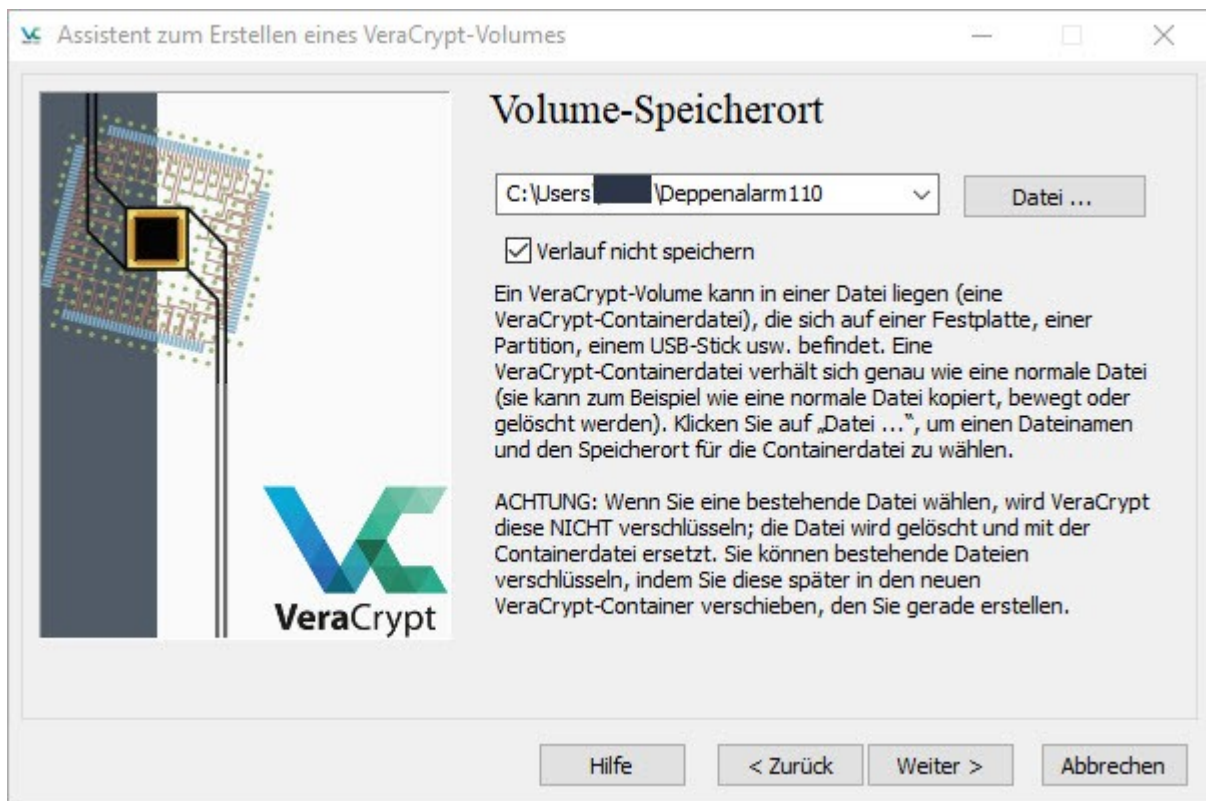 Assistent zum Erstellen eines VeraCrypt-Volumes
Volume-Speicherort
C:\Users\ \Deppenalarm110
Datei ...
Verlauf nicht speichern
Ein VeraCrypt-Volume kann in einer Datei liegen (eine
VeraCrypt-Containerdatei), die sich auf einer Festplatte, einer
Partition, einem USB-Stick usw. befindet. Eine
VeraCrypt-Containerdatei verhält sich genau wie eine normale Datei
(sie kann zum Beispiel wie eine normale Datei kopiert, bewegt oder
gelöscht werden). Klicken Sie auf „Datei ...“, um einen Dateinamen
und den Speicherort für die Containerdatei zu wählen.
ACHTUNG: Wenn Sie eine bestehende Datei wählen, wird VeraCrypt
diese NICHT verschlüsseln; die Datei wird gelöscht und mit der
Containerdatei ersetzt. Sie können bestehende Dateien
verschlüsseln, indem Sie diese später in den neuen
VeraCrypt-Container verschieben, den Sie gerade erstellen.
VeraCrypt
Hilfe
< Zurück
Weiter >
Abbrechen